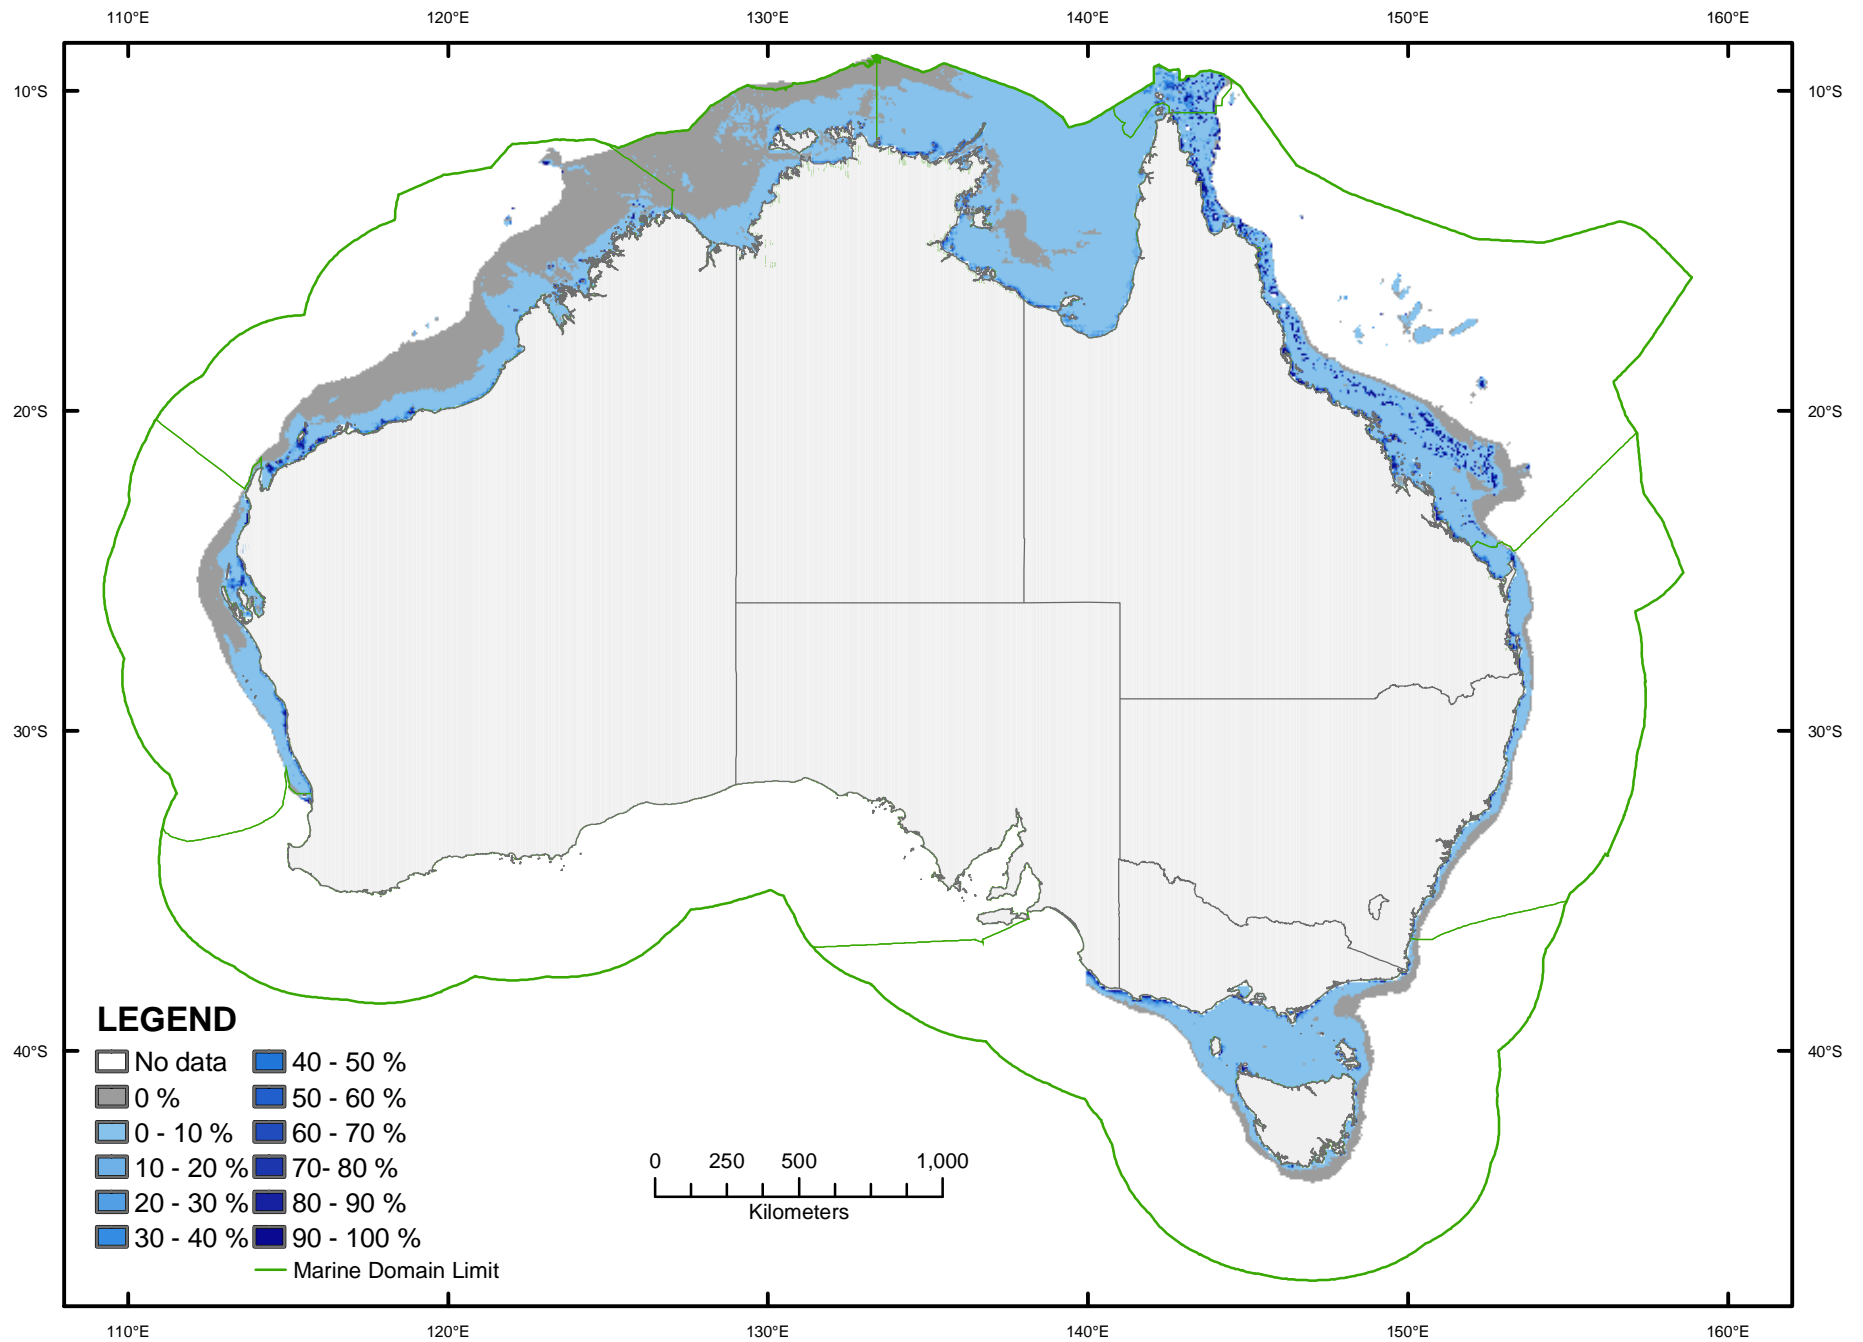 110°E 120°E 130°E 140°E 150°E 160°E
10°S 10°S
20°S 20°S
30°S 30°S
40°S 40°S
LEGEND
No data 40 - 50 %
0 % 50 - 60 %
0 - 10 % 60 - 70 %
10 - 20 % 70- 80 %
20 - 30 % 80 - 90 %
30 - 40 % 90 - 100 %
Marine Domain Limit
0 250 500 1,000
Kilometers
110°E 120°E 130°E 140°E 150°E 160°E